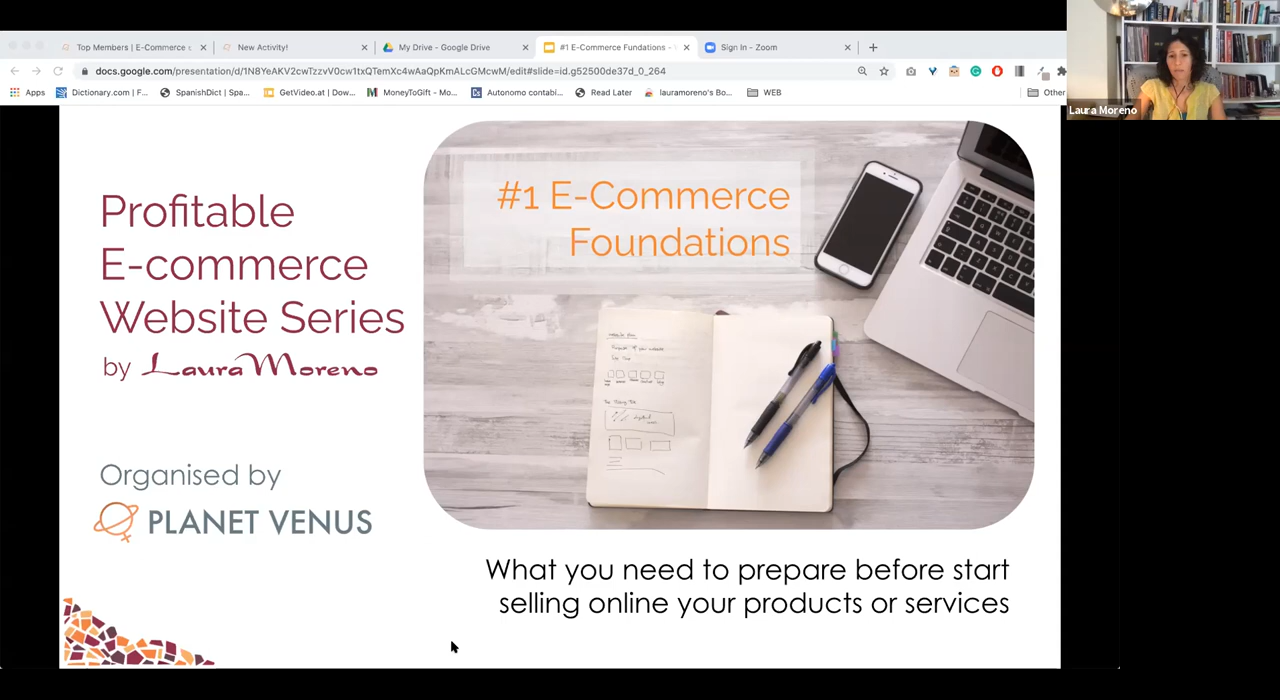 Top Members | E-Commerce
New Activity!
My Drive - Google Drive
#1 E-Commerce Fundations -
Sign In - Zoom
docs.google.com/presentation/d/1N8YeAKV2cwTzzvV0cw1txQTemXc4wAaQpKmALcGMcwM/edit#slide=id.g52500de37d_0_264
Apps
Dictionary.com | F...
SpanishDict | Spa...
GetVideo.at | Dow...
MoneyToGift - Mo...
Autonomo contabi...
Read Later
lauramoreno's Bo...
WEB
Other
Laura Moreno
#1 E-Commerce
Foundations
Profitable
E-commerce
Website Series
by Laura Moreno
Organised by
PLANET VENUS
What you need to prepare before start
selling online your products or services